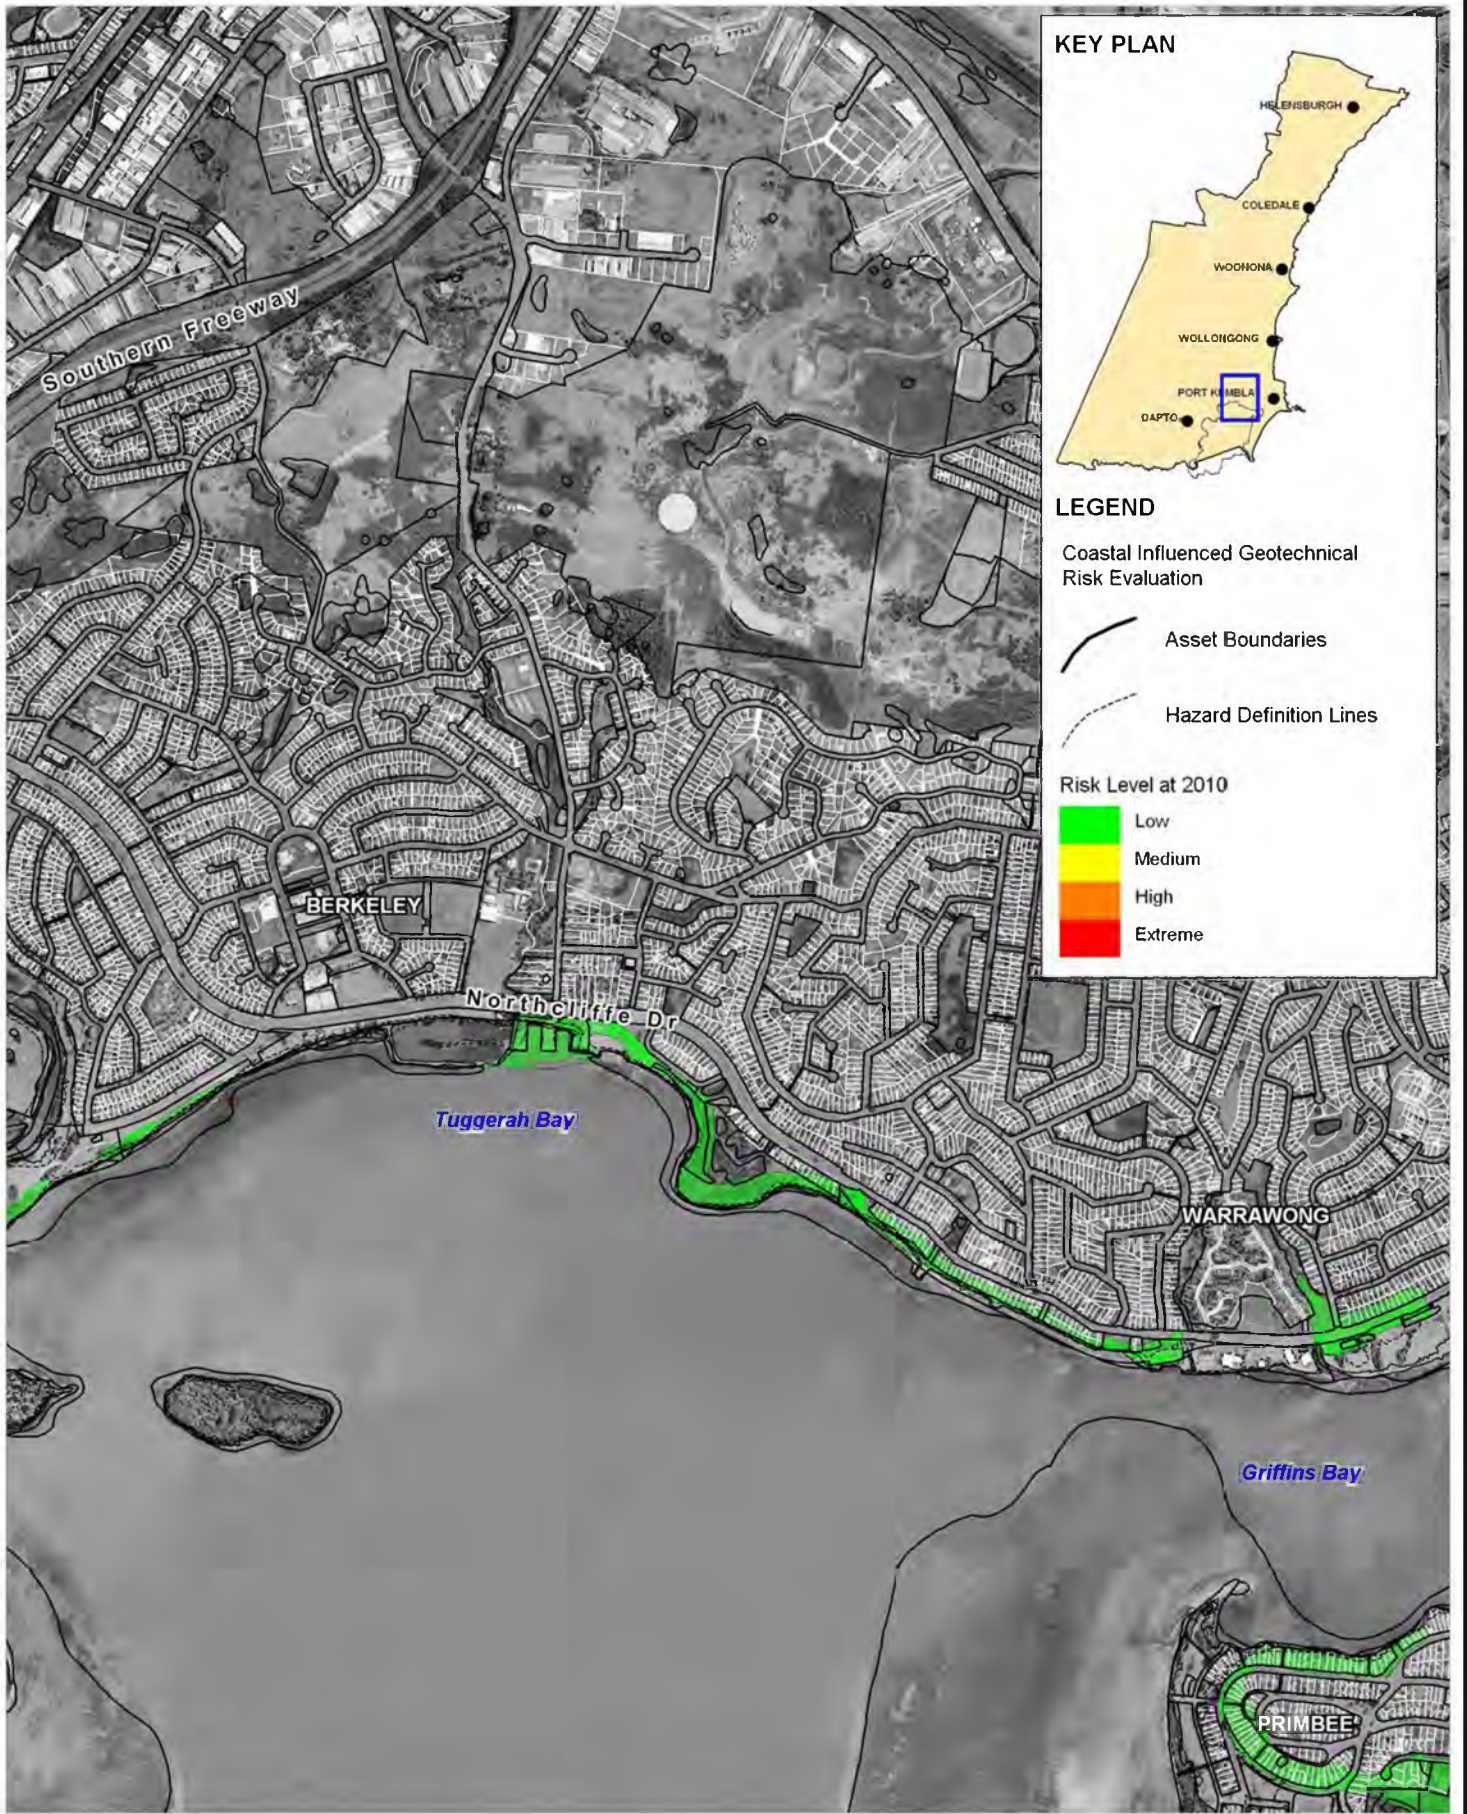 KEY PLAN
HELENSBURGH
COLEDALE
WOONONA
WOLLONGONG
PORT KEMBLA
DAPTO
LEGEND
Coastal Influenced Geotechnical
Risk Evaluation
Asset Boundaries
Hazard Definition Lines
Risk Level at 2010
Low
Medium
High
Extreme
Southern Freeway
BERKELEY
Northcliffe Dr
Tuggerah Bay
WARRAWONG
Griffins Bay
PRIMBEE